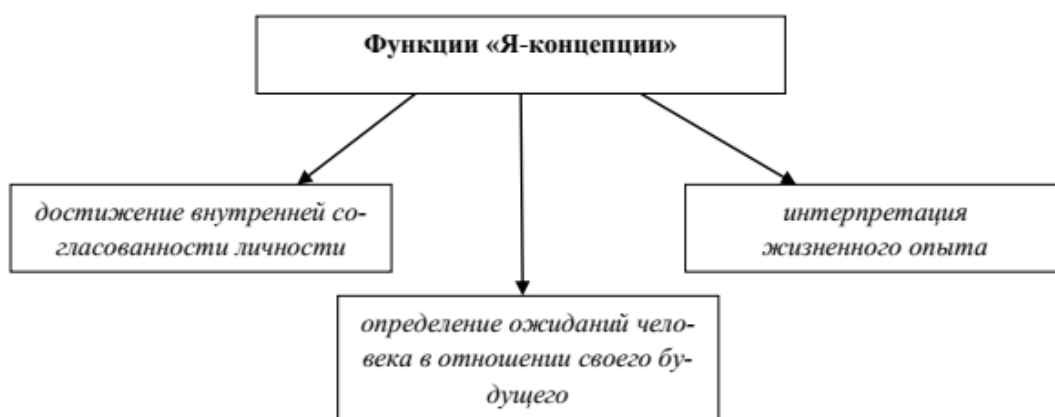 Функции «Я-концепции»
достижение внутренней со-
гласованности личности
интерпретация
жизненного опыта
определение ожиданий чело-
века в отношении своего бу-
дущего